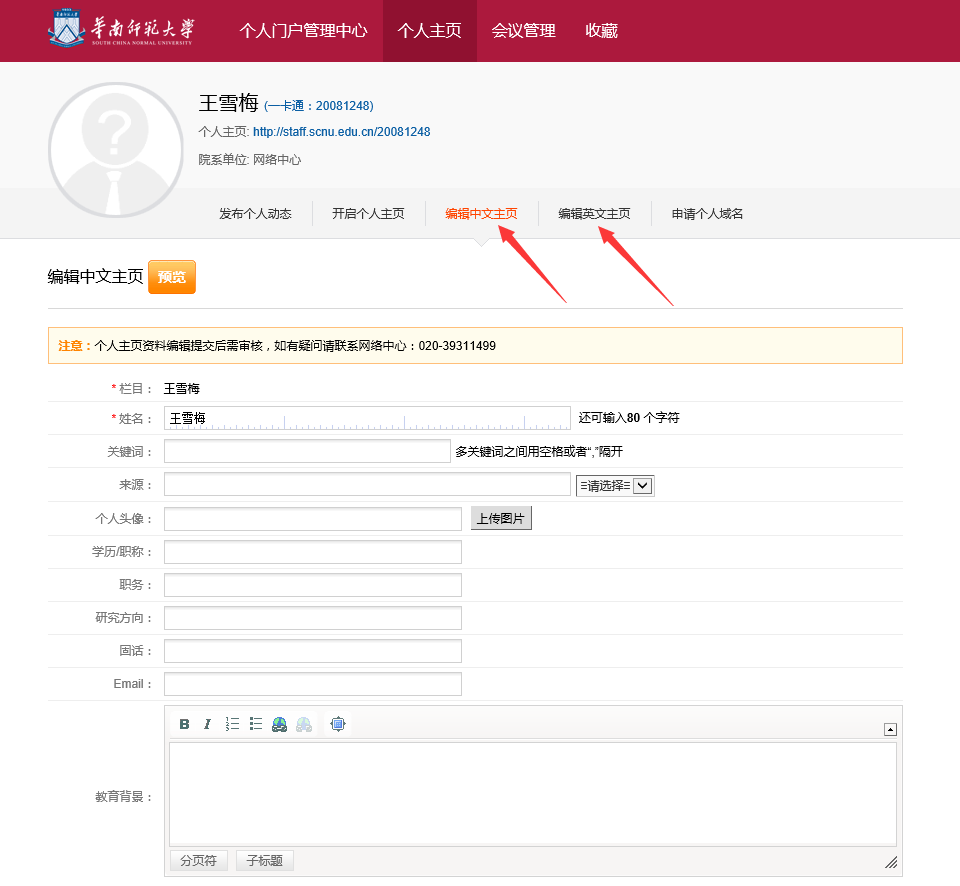 华南师范大学
SOUTH CHINA NORMAL UNIVERSITY
个人门户管理中心 个人主页 会议管理 收藏
王雪梅 (一卡通：20081248)
个人主页: http://staff.scnu.edu.cn/20081248
院系单位: 网络中心
发布个人动态 开启个人主页 编辑中文主页 编辑英文主页 申请个人域名
编辑中文主页 预览
注意：个人主页资料编辑提交后需审核，如有疑问请联系网络中心：020-39311499
* 栏目： 王雪梅
* 姓名： 王雪梅 还可输入80 个字符
关键词： 多关键词之间用空格或者“,”隔开
来源： ≡请选择≡
个人头像： 上传图片
学历/职称：
职务：
研究方向：
固话：
Email：
B I
教育背景：
分页符 子标题